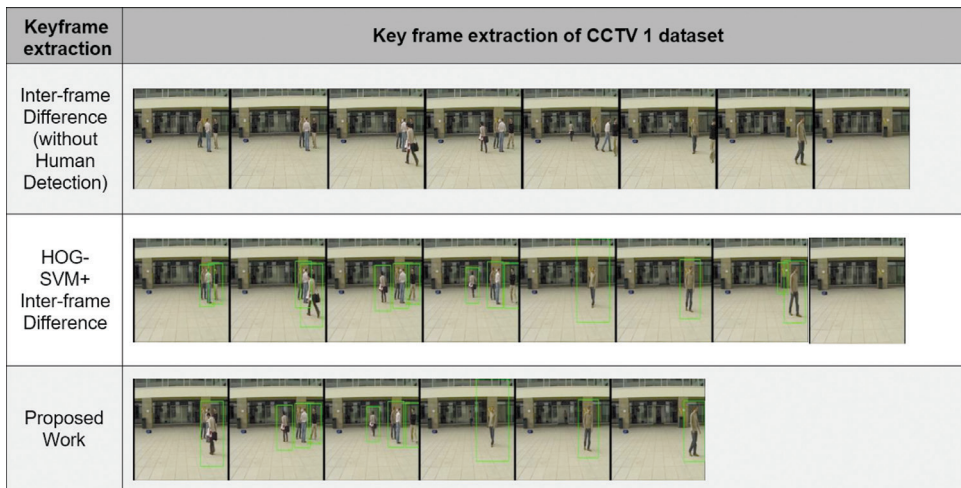 Keyframe
extraction
Key frame extraction of CCTV 1 dataset
Inter-frame
Difference
(without
Human
Detection)
HOG-
SVM+
Inter-frame
Difference
Proposed
Work